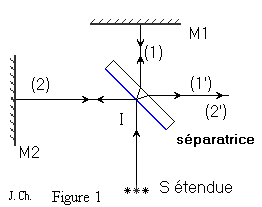 M1
(1)
(2)
(1')
(2')
I
M2
séparatrice
S étendue
J. Ch. Figure 1